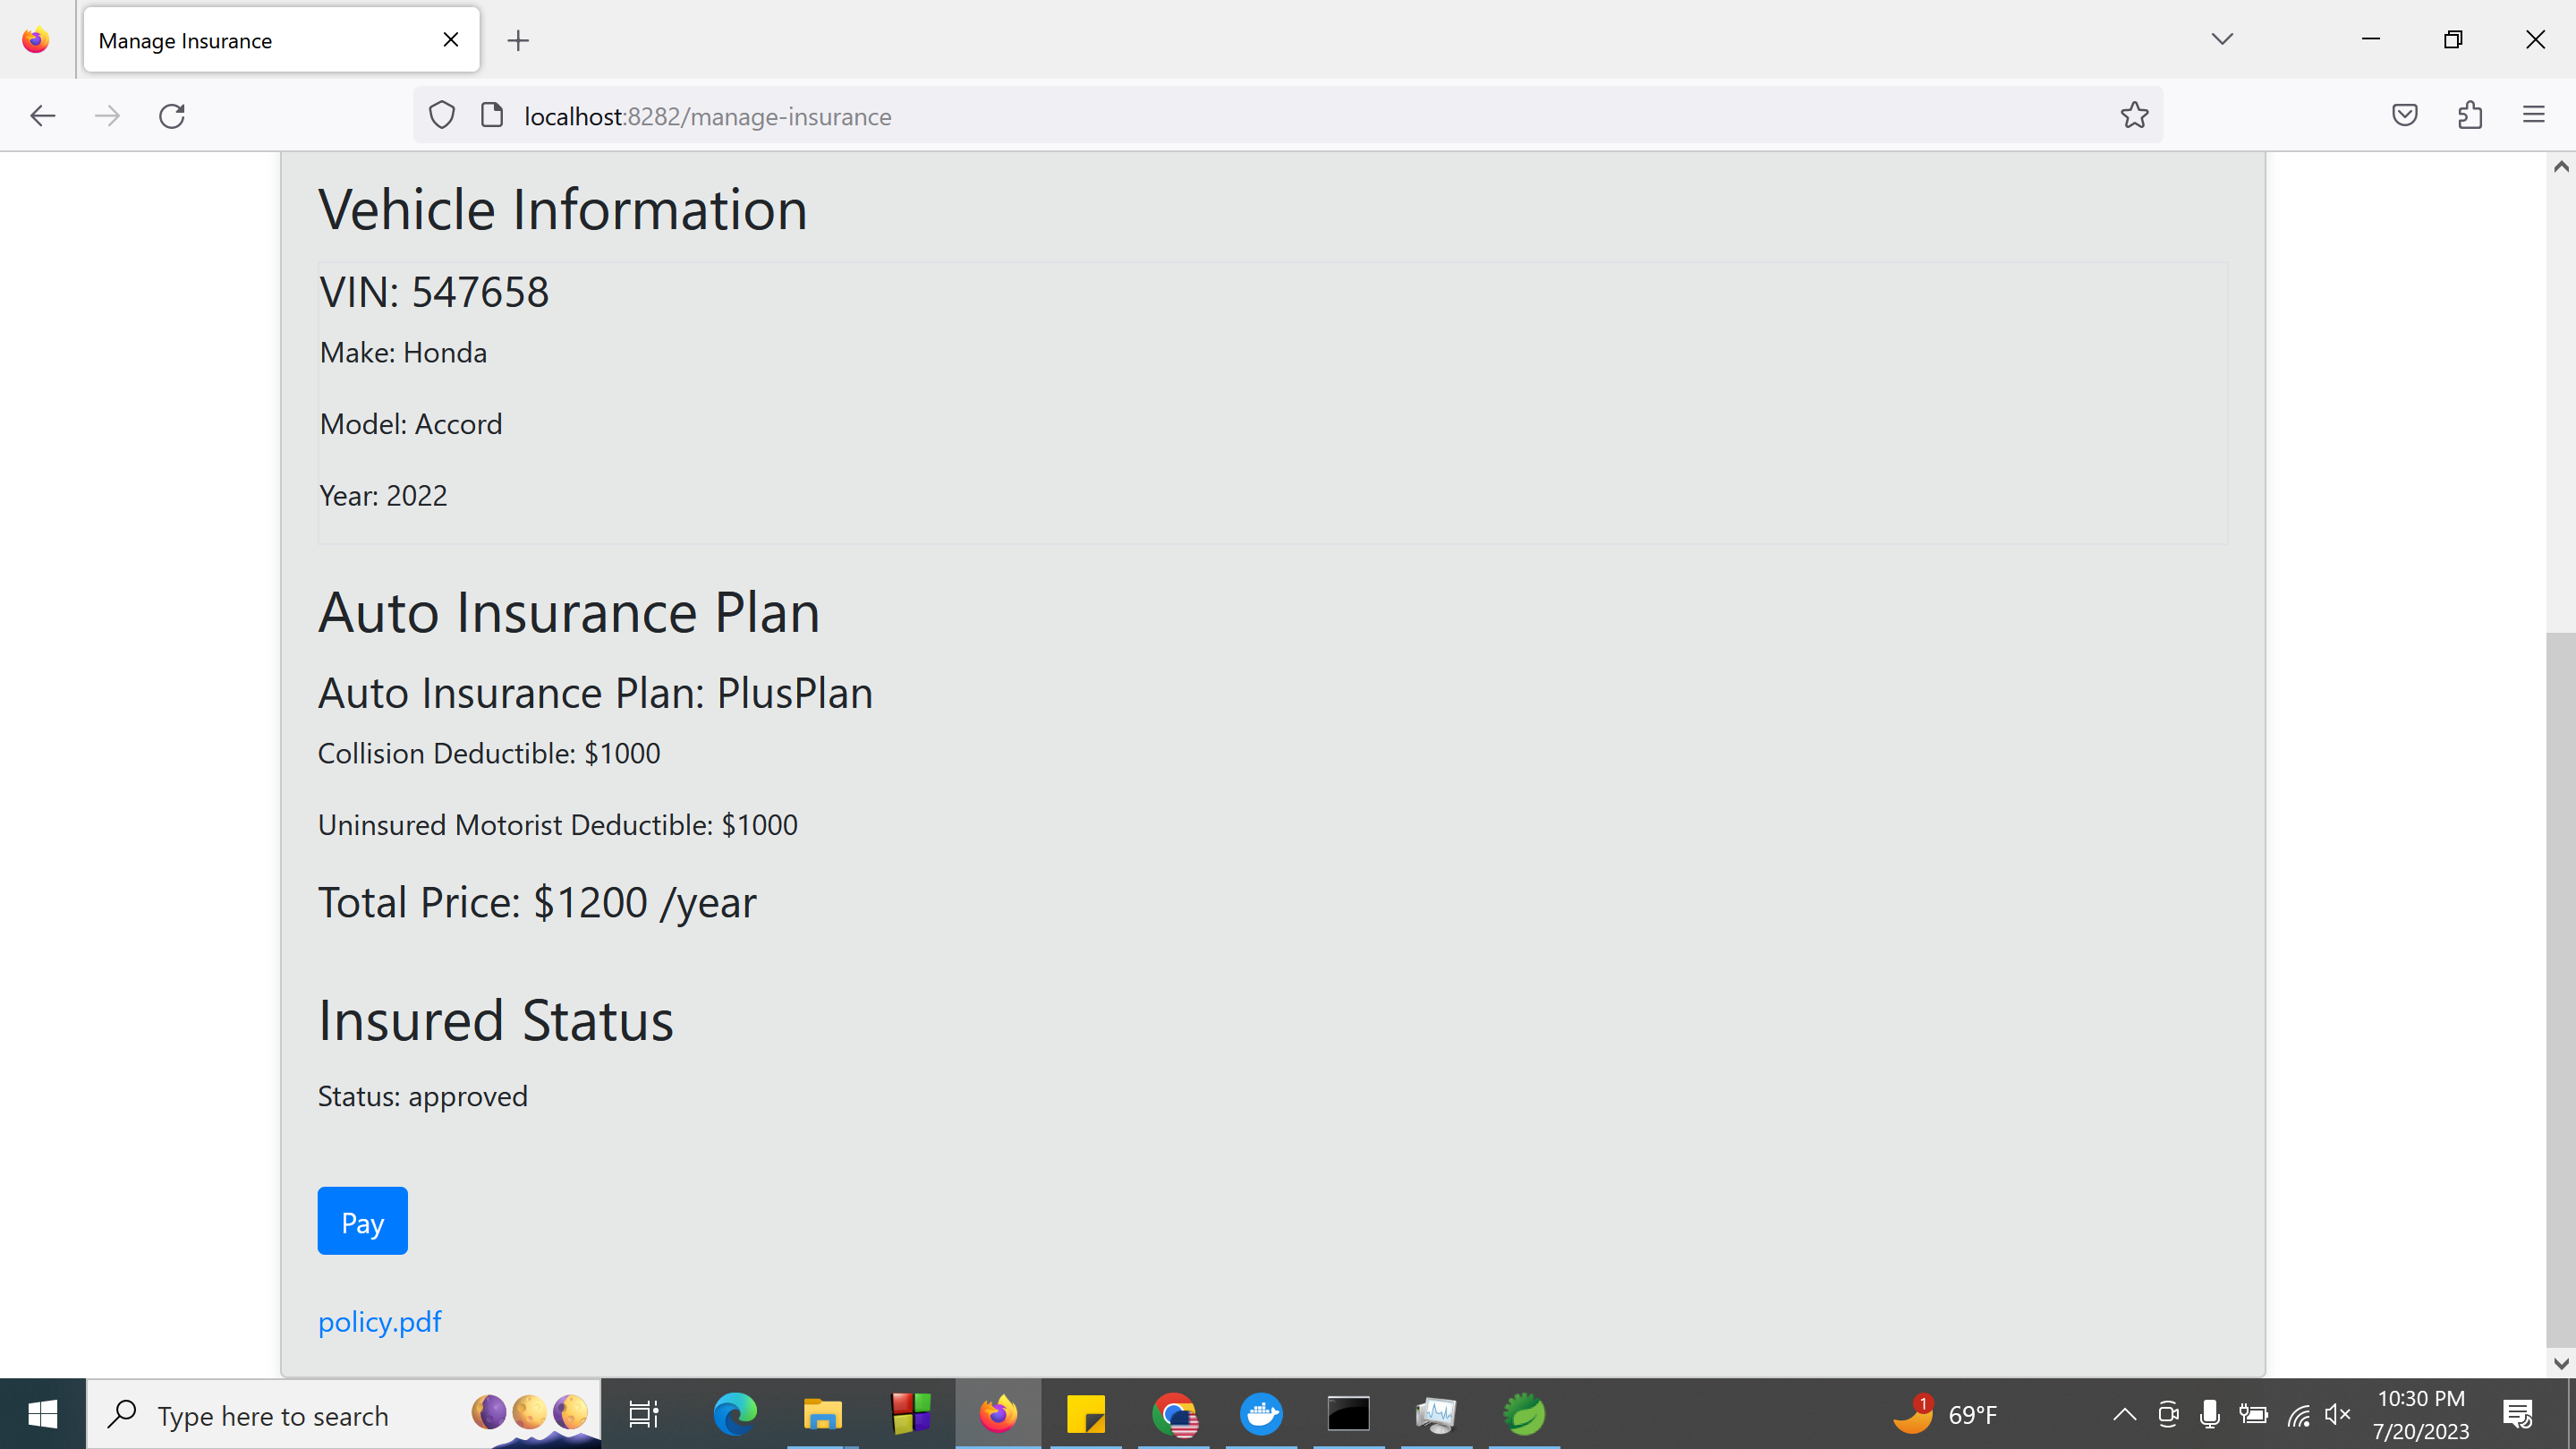 Manage Insurance
localhost:8282/manage-insurance
Vehicle Information
VIN: 547658
Make: Honda
Model: Accord
Year: 2022
Auto Insurance Plan
Auto Insurance Plan: PlusPlan
Collision Deductible: $1000
Uninsured Motorist Deductible: $1000
Total Price: $1200 /year
Insured Status
Status: approved
Pay
policy.pdf
Type here to search
1
69°F
10:30 PM
7/20/2023